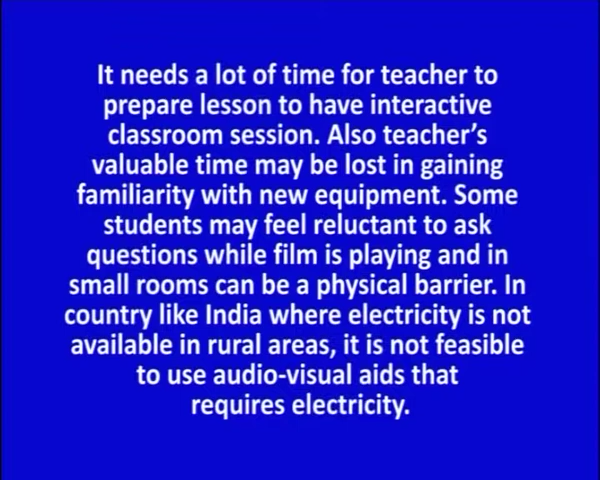 It needs a lot of time for teacher to
prepare lesson to have interactive
classroom session. Also teacher’s
valuable time may be lost in gaining
familiarity with new equipment. Some
students may feel reluctant to ask
questions while film is playing and in
small rooms can be a physical barrier. In
country like India where electricity is not
available in rural areas, it is not feasible
to use audio-visual aids that
requires electricity.